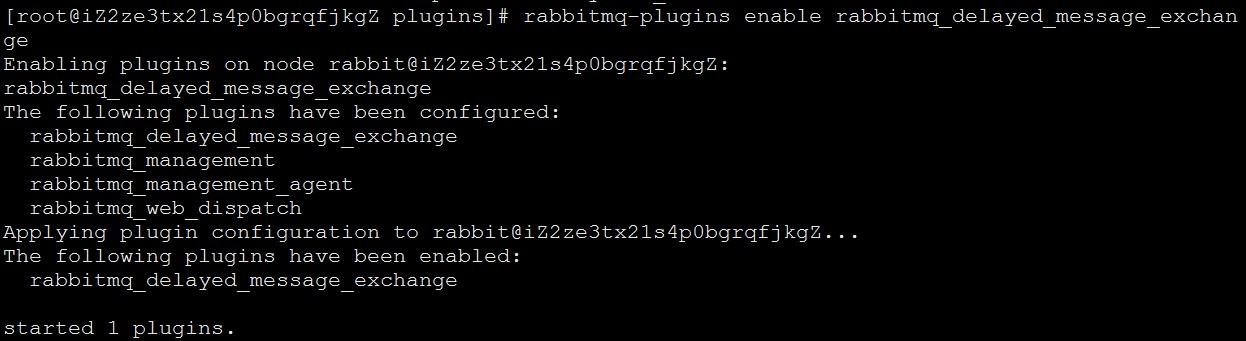 [root@iZ2ze3tx21s4p0bgrqfjkgZ plugins]# rabbitmq-plugins enable rabbitmq_delayed_message_exchan
ge
Enabling plugins on node rabbit@iZ2ze3tx21s4p0bgrqfjkgZ:
rabbitmq_delayed_message_exchange
The following plugins have been configured:
  rabbitmq_delayed_message_exchange
  rabbitmq_management
  rabbitmq_management_agent
  rabbitmq_web_dispatch
Applying plugin configuration to rabbit@iZ2ze3tx21s4p0bgrqfjkgZ...
The following plugins have been enabled:
  rabbitmq_delayed_message_exchange

started 1 plugins.